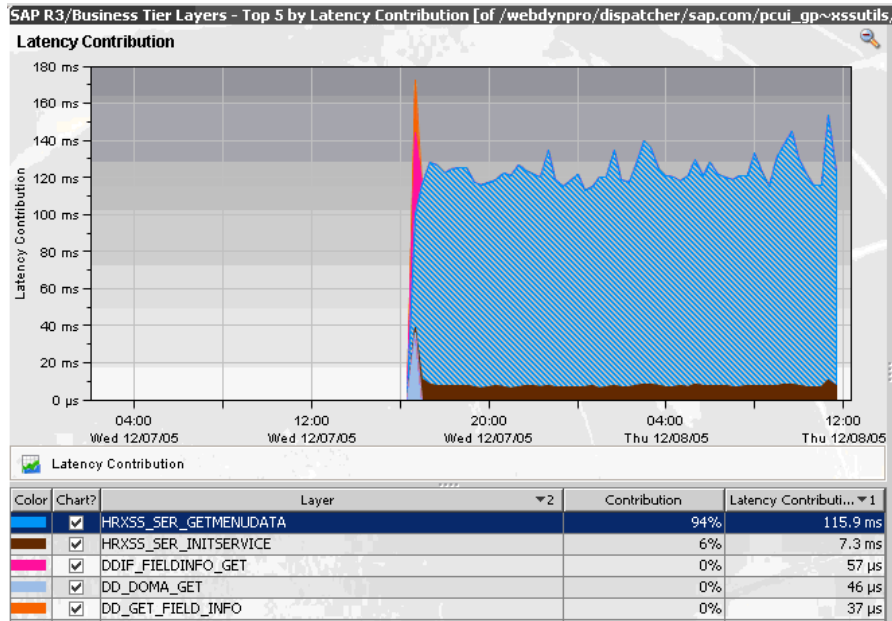 SAP R3/Business Tier Layers - Top 5 by Latency Contribution [of /webdynpro/dispatcher/sap.com/pcui_gp~xssutils/
Latency Contribution
180 ms
160 ms
140 ms
120 ms
100 ms
80 ms
60 ms
40 ms
20 ms
0 µs
Latency Contribution
04:00 12:00 20:00 04:00 12:00
Wed 12/07/05 Wed 12/07/05 Wed 12/07/05 Thu 12/08/05 Thu 12/08/05
Latency Contribution
Color Chart? Layer 2 Contribution Latency Contributi... 1
HRXSS_SER_GETMENUDATA 94% 115.9 ms
HRXSS_SER_INITSERVICE 6% 7.3 ms
DDIF_FIELDINFO_GET 0% 57 µs
DD_DOMA_GET 0% 46 µs
DD_GET_FIELD_INFO 0% 37 µs